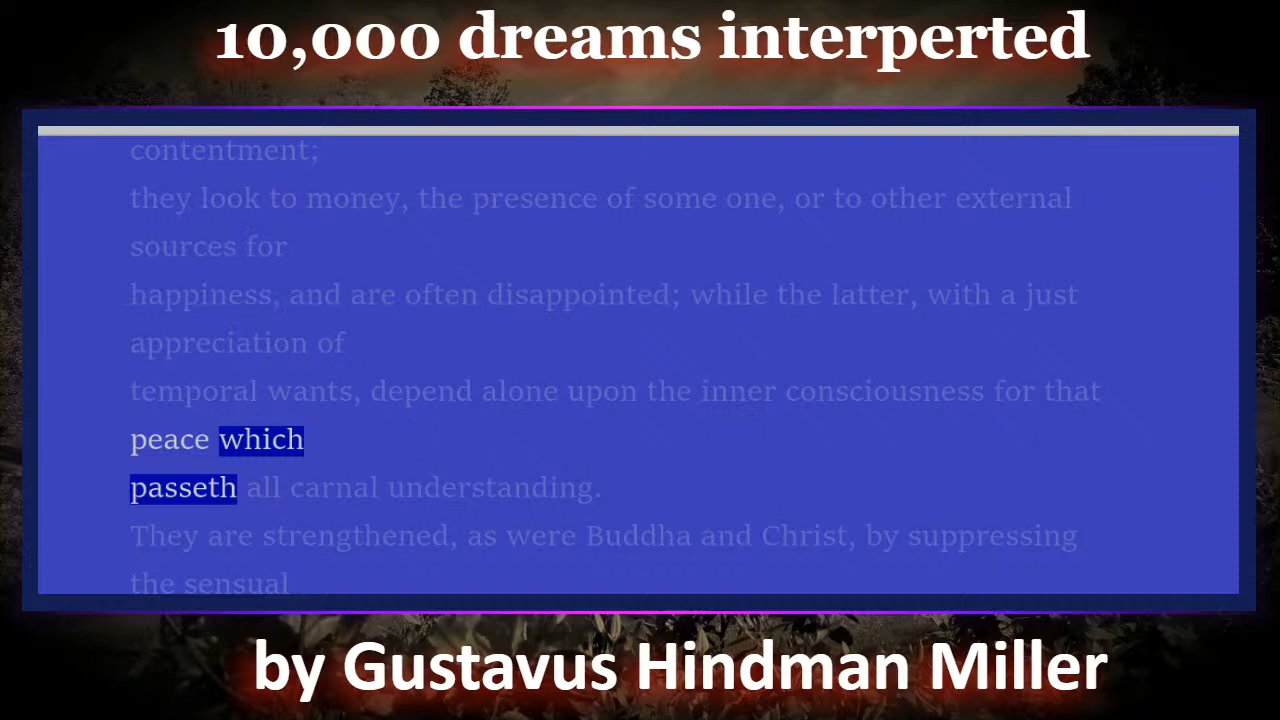 10,000 dreams interperted
contentment;
they look to money, the presence of some one, or to other external
sources for
happiness, and are often disappointed; while the latter, with a just
appreciation of
temporal wants, depend alone upon the inner consciousness for that
peace which
passeth all carnal understanding.
They are strengthened, as were Buddha and Christ, by suppressing
the sensual
by Gustavus Hindman Miller